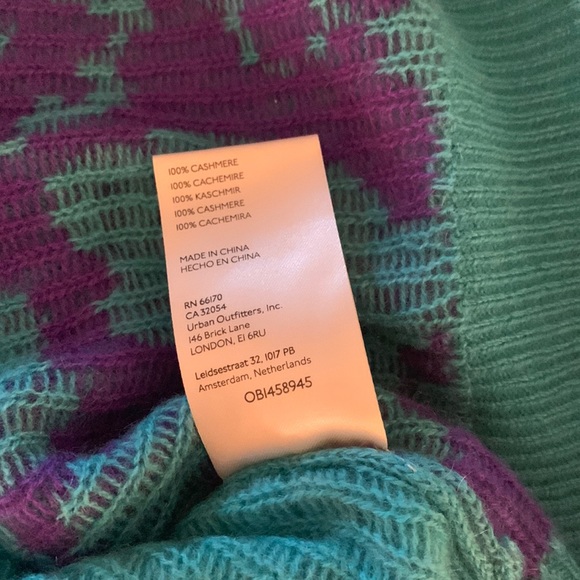 100% CASHMERE
100% CACHEMIRE
100% KASCHMIR
100% CASHMERE
100% CACHEMIRA
MADE IN CHINA
HECHO EN CHINA
RN 66170
CA 32054
Urban Outfitters, Inc.
146 Brick Lane
LONDON, E1 6RU
Leidsestraat 32, 1017 PB
Amsterdam, Netherlands
OB1458945